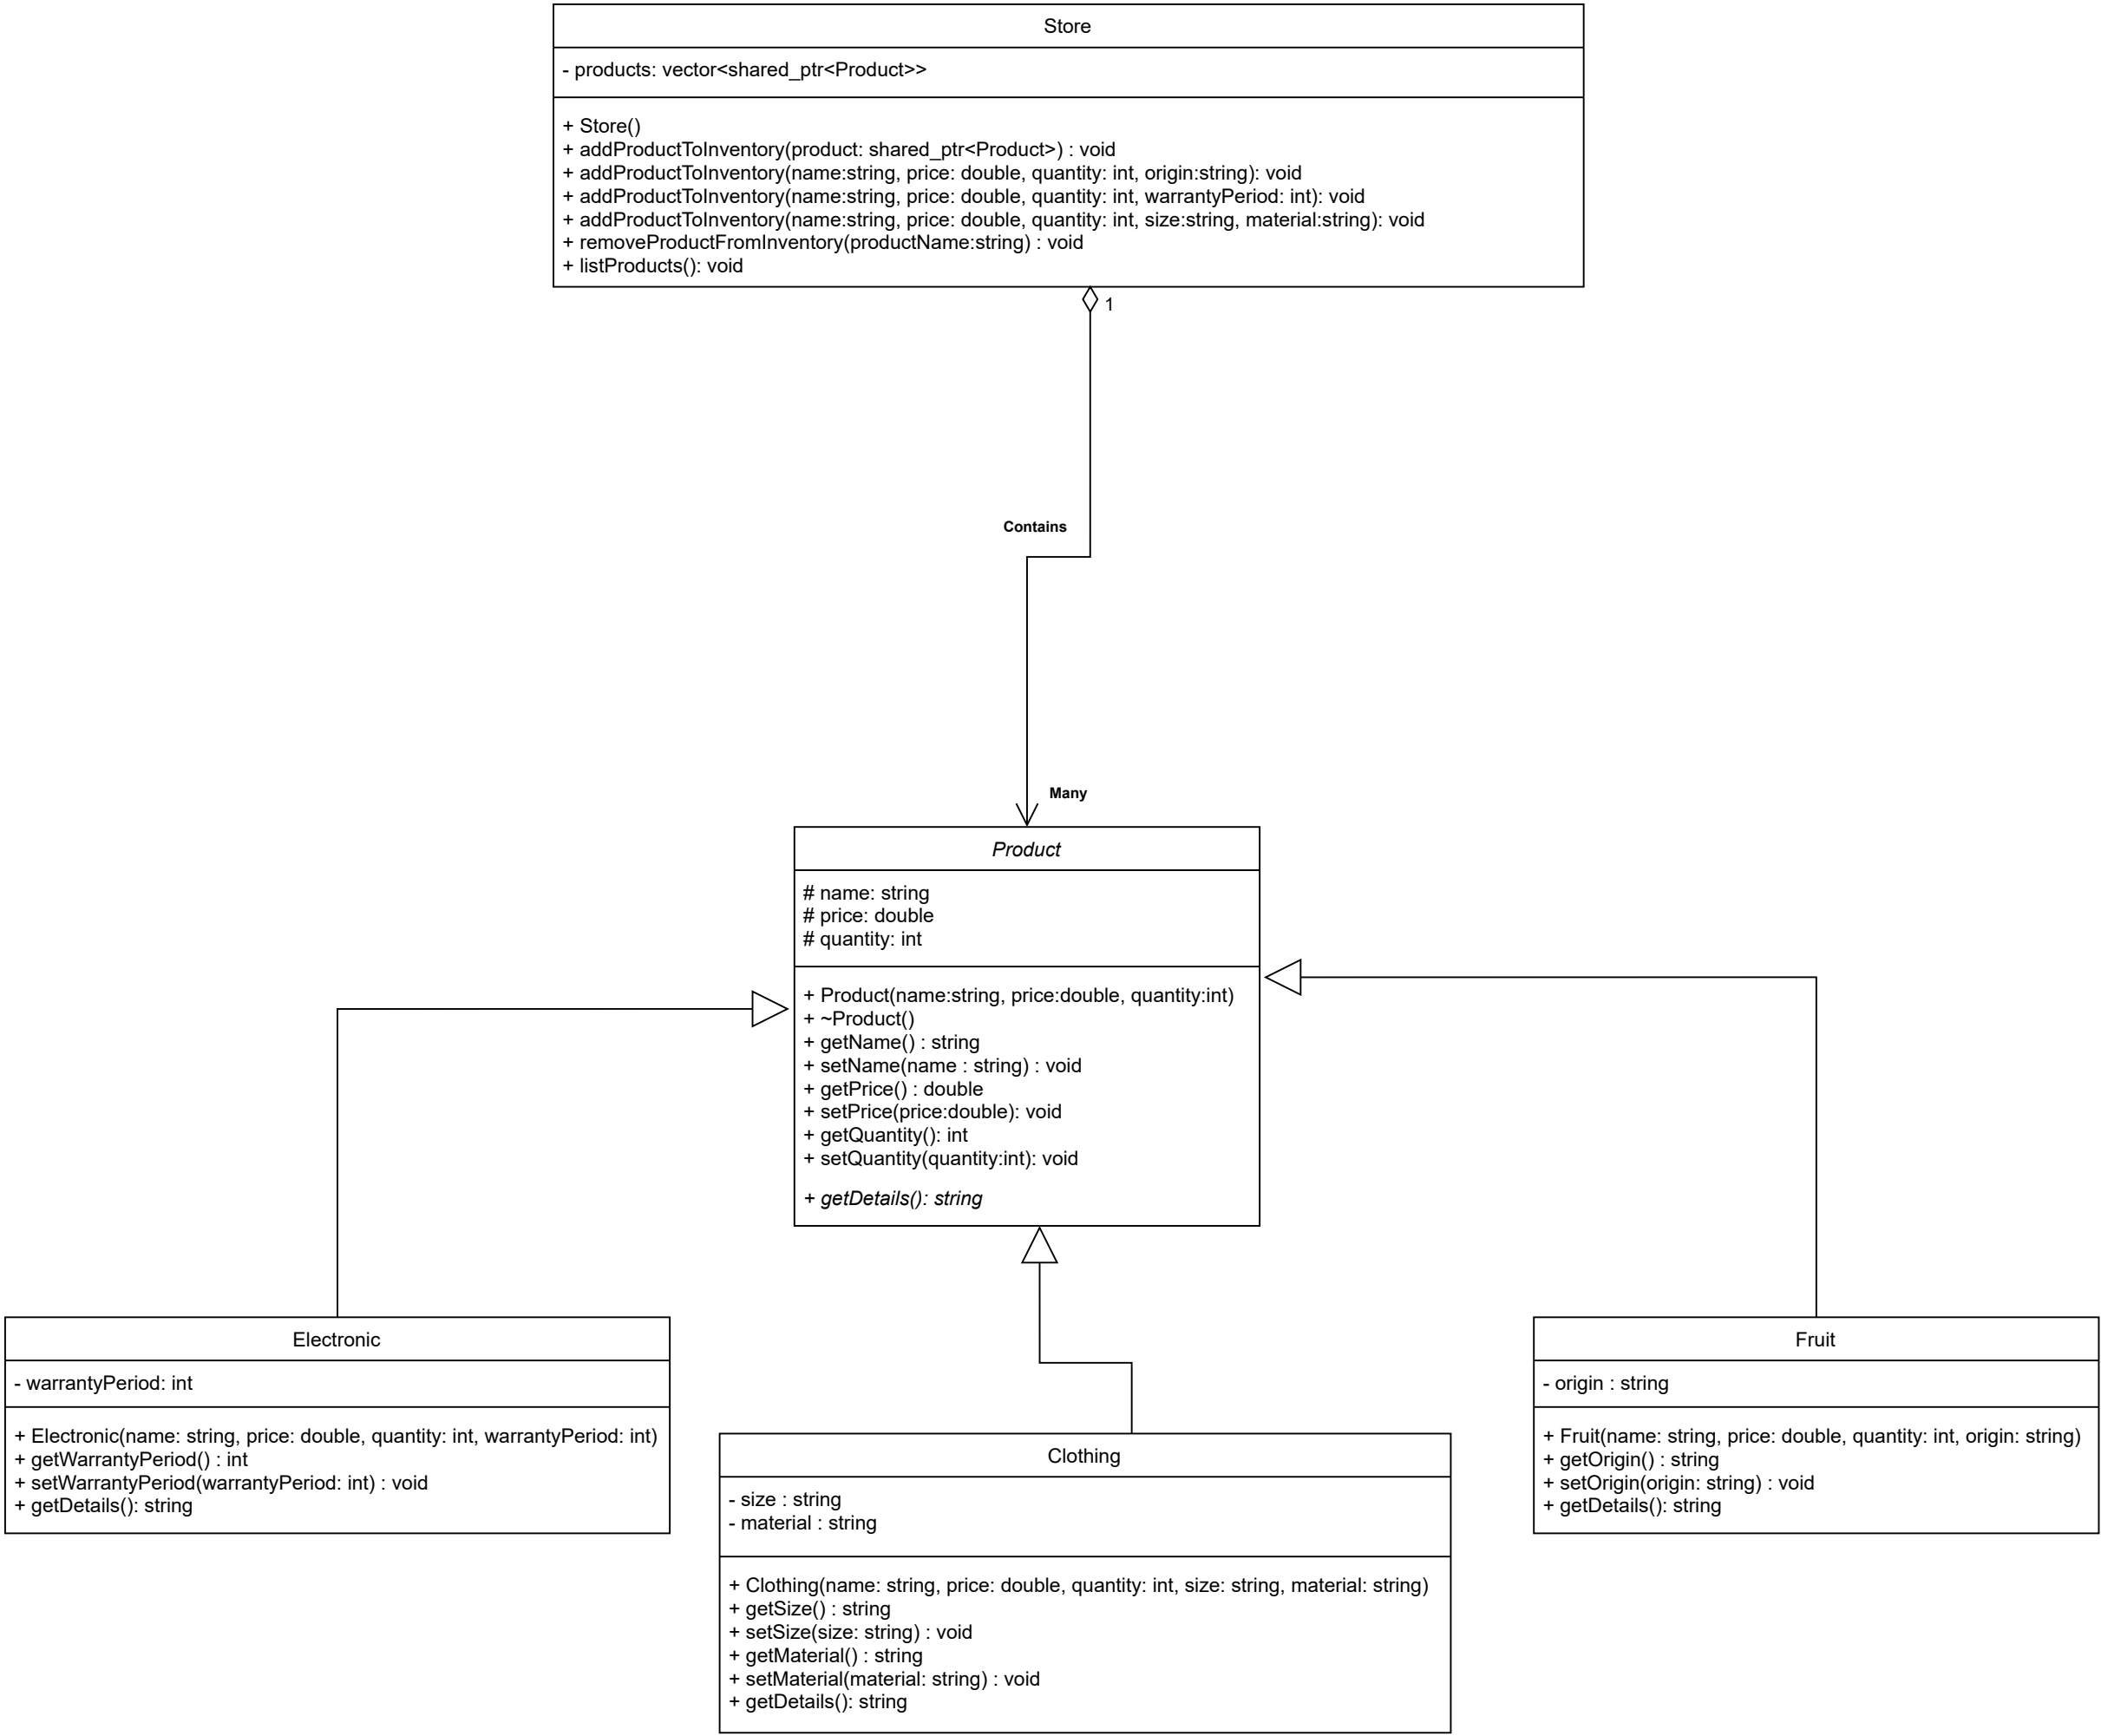 Store
- products: vector<shared_ptr<Product>>
+ Store()
+ addProductToInventory(product: shared_ptr<Product>) : void
+ addProductToInventory(name:string, price: double, quantity: int, origin:string): void
+ addProductToInventory(name:string, price: double, quantity: int, warrantyPeriod: int): void
+ addProductToInventory(name:string, price: double, quantity: int, size:string, material:string): void
+ removeProductFromInventory(productName:string) : void
+ listProducts(): void
1
Contains
Many
Product
# name: string
# price: double
# quantity: int
+ Product(name:string, price:double, quantity:int)
+ ~Product()
+ getName() : string
+ setName(name : string) : void
+ getPrice() : double
+ setPrice(price:double): void
+ getQuantity(): int
+ setQuantity(quantity:int): void
+ getDetails(): string
Electronic
- warrantyPeriod: int
+ Electronic(name: string, price: double, quantity: int, warrantyPeriod: int)
+ getWarrantyPeriod() : int
+ setWarrantyPeriod(warrantyPeriod: int) : void
+ getDetails(): string
Clothing
- size : string
- material : string
+ Clothing(name: string, price: double, quantity: int, size: string, material: string)
+ getSize() : string
+ setSize(size: string) : void
+ getMaterial() : string
+ setMaterial(material: string) : void
+ getDetails(): string
Fruit
- origin : string
+ Fruit(name: string, price: double, quantity: int, origin: string)
+ getOrigin() : string
+ setOrigin(origin: string) : void
+ getDetails(): string